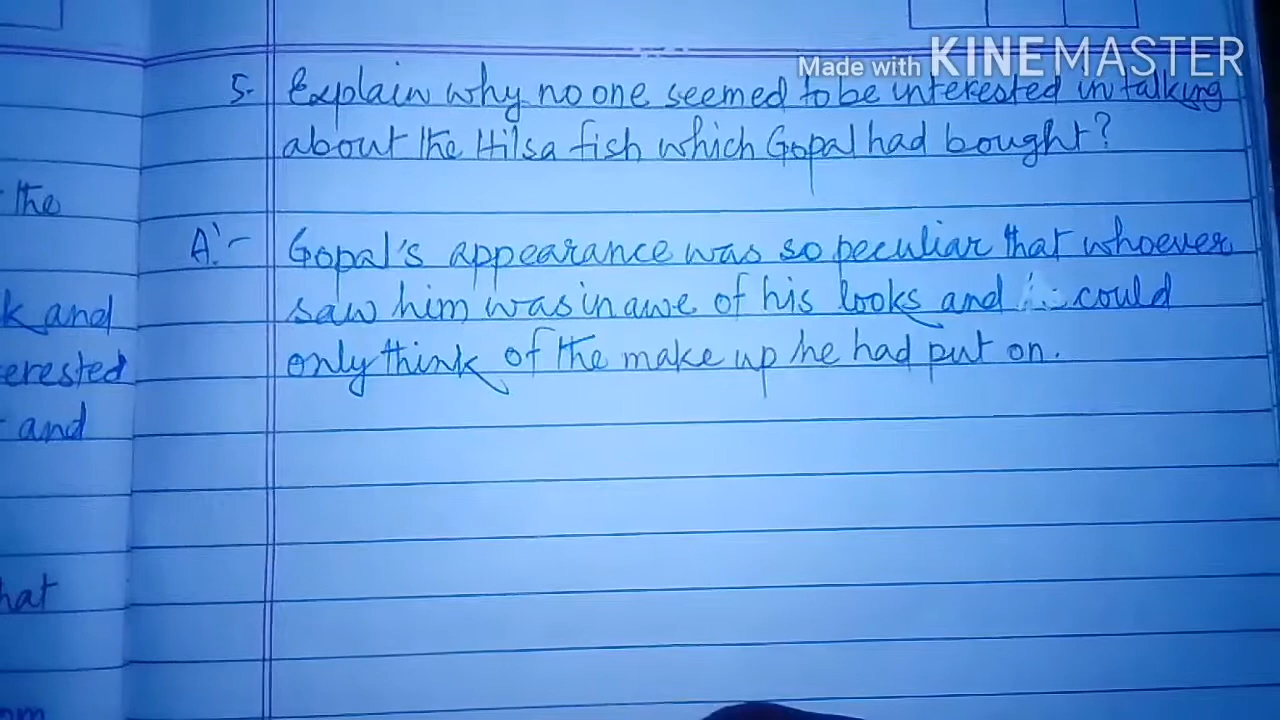 Made with KINEMASTER
5. Explain why no one seemed to be interested in talking
about the Hilsa fish which Gopal had bought?
the
A:- Gopal's appearance was so peculiar that whoever
saw him was in awe of his looks and could
k and
only think of the make up he had put on.
erested
and
hat